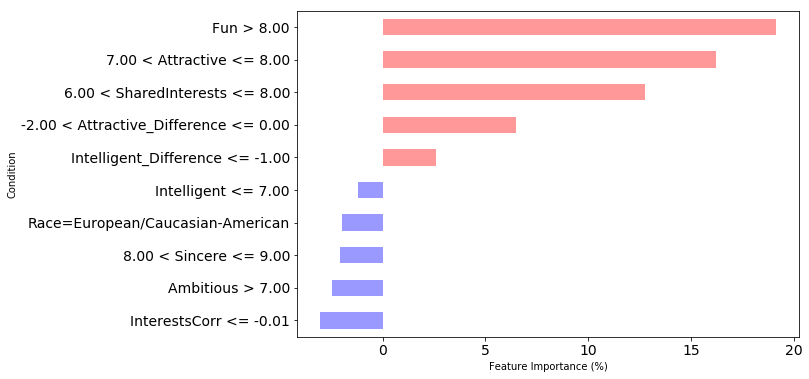 Fun > 8.00
7.00 < Attractive <= 8.00
6.00 < SharedInterests <= 8.00
-2.00 < Attractive_Difference <= 0.00
Intelligent_Difference <= -1.00
Intelligent <= 7.00
Race=European/Caucasian-American
8.00 < Sincere <= 9.00
Ambitious > 7.00
InterestsCorr <= -0.01
Condition
0 5 10 15 20
Feature Importance (%)